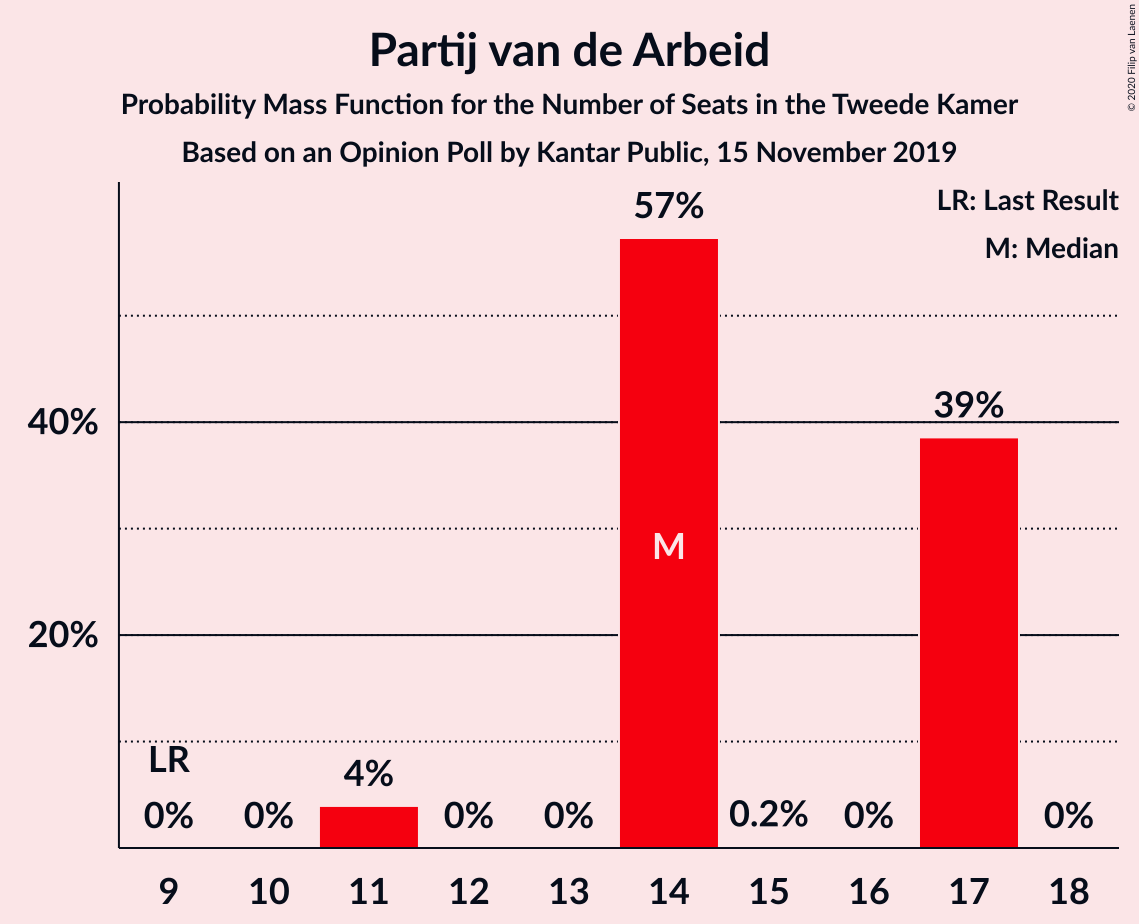 Partij van de Arbeid
Probability Mass Function for the Number of Seats in the Tweede Kamer
Based on an Opinion Poll by Kantar Public, 15 November 2019
© 2020 Filip van Laenen
LR: Last Result
M: Median
57%
39%
40%
M
20%
LR
4%
0% 0% 0% 0% 0.2% 0% 0%
9 10 11 12 13 14 15 16 17 18